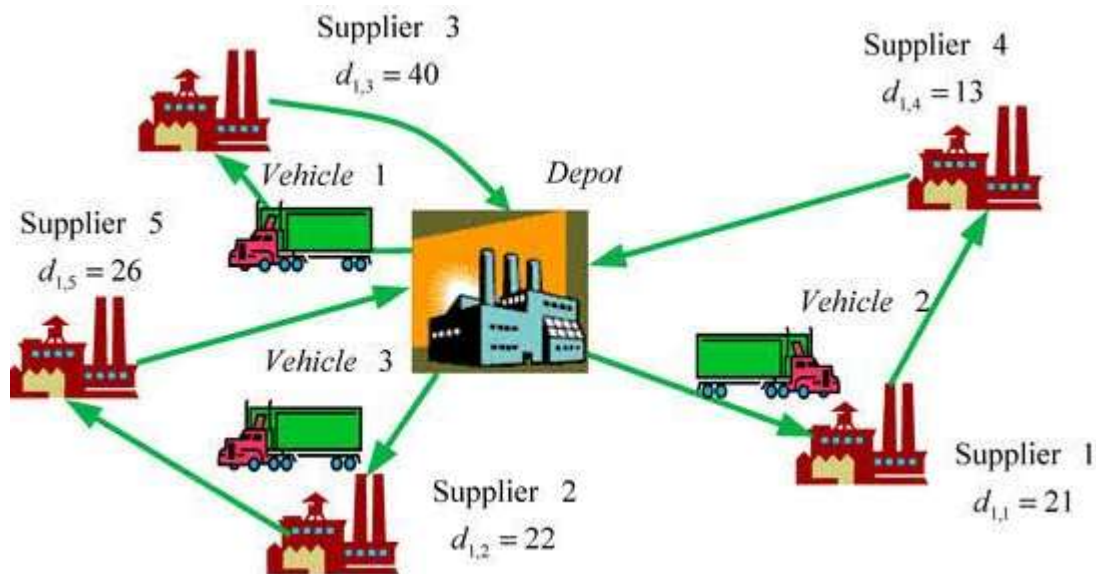 Supplier 3
d1,3 = 40
Supplier 4
d1,4 = 13
Vehicle 1
Depot
Supplier 5
d1,5 = 26
Vehicle 2
Vehicle 3
Supplier 2
d1,2 = 22
Supplier 1
d1,1 = 21